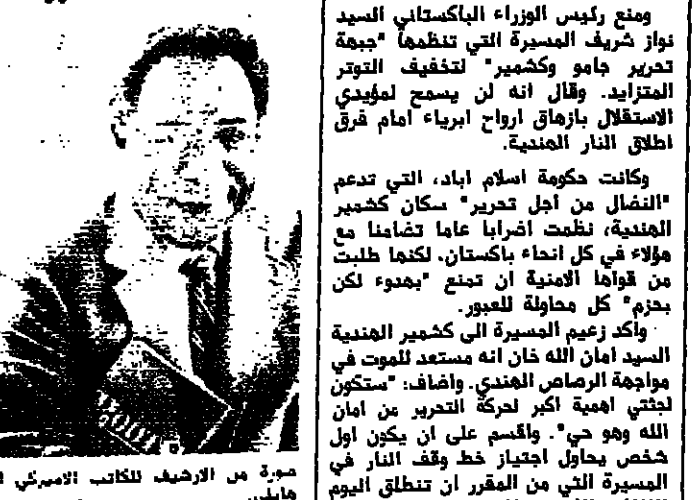 ومنع رئيس الوزراء الباكستاني السيد
نواز شريف المسيرة التي تنظمها "جبهة
تحرير جامو وكشمير" لتخفيف التوتر
المتزايد. وقال انه لن يسمح لمؤيدي
الاستقلال بازهاق ارواح ابرياء امام فرق
اطلاق النار الهندية.
وكانت حكومة اسلام اباد، التي تدعم
"النضال من اجل تحرير" سكان كشمير
الهندية، نظمت اضرابا عاما تضامنا مع
هؤلاء في كل انحاء باكستان. لكنها طلبت
من قواها الامنية ان تمنع "بهدوء لكن
بحزم" كل محاولة للعبور.
واكد زعيم المسيرة الى كشمير الهندية
السيد امان الله خان انه مستعد للموت في
مواجهة الرصاص الهندي. واضاف: "ستكون
لجثتي اهمية اكبر لحركة التحرير من امان
الله وهو حي". واقسم على ان يكون اول
شخص يحاول اجتياز خط وقف النار في
المسيرة التي من المقرر ان تنطلق اليوم
صورة من الارشيف للكاتب الاميركي
هايلي.